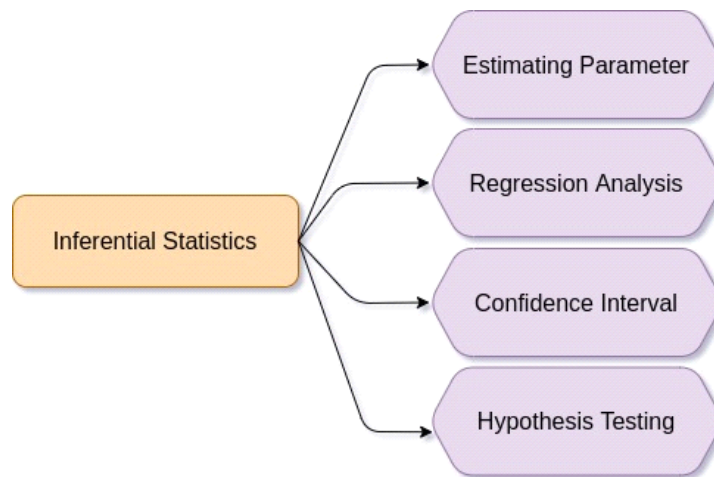 Estimating Parameter
Regression Analysis
Inferential Statistics
Confidence Interval
Hypothesis Testing